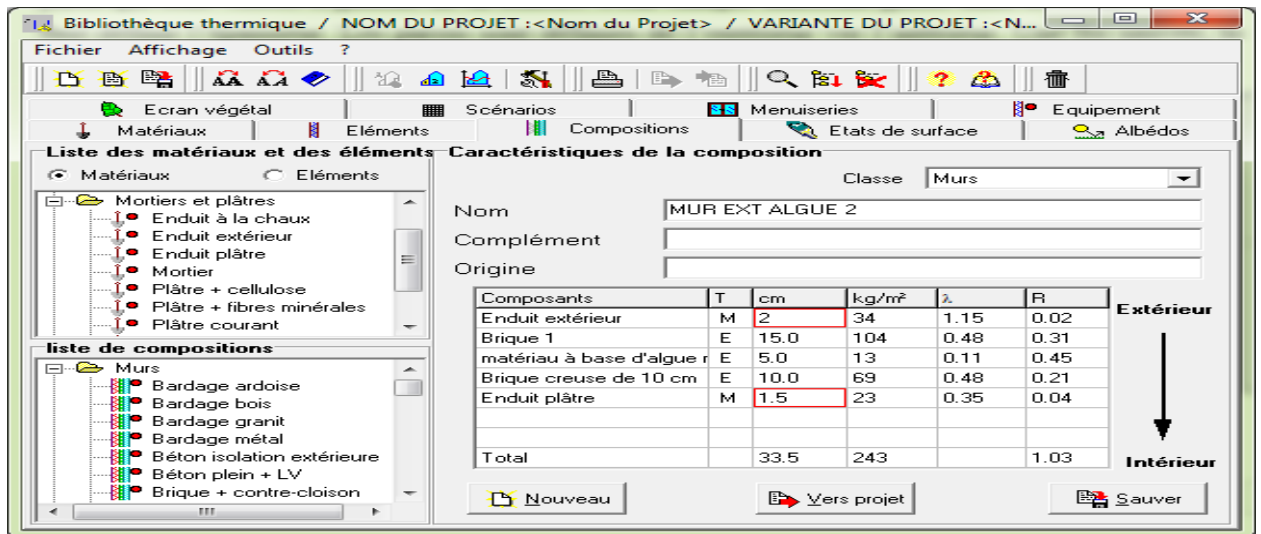 Bibliothèque thermique / NOM DU PROJET :<Nom du Projet> / VARIANTE DU PROJET :<N...
Fichier Affichage Outils ?
Ecran végétal Scénarios Menuiseries Equipement
Matériaux Eléments Compositions Etats de surface Albédos
Liste des matériaux et des éléments
Matériaux Eléments
Mortiers et plâtres
Enduit à la chaux
Enduit extérieur
Enduit plâtre
Mortier
Plâtre + cellulose
Plâtre + fibres minérales
Plâtre courant
liste de compositions
Murs
Bardage ardoise
Bardage bois
Bardage granit
Bardage métal
Béton isolation extérieure
Béton plein + LV
Brique + contre-cloison
Caractéristiques de la composition
Classe Murs
Nom MUR EXT ALGUE 2
Complément
Origine
Composants T cm kg/m² λ R
Enduit extérieur M 2 34 1.15 0.02
Brique 1 E 15.0 104 0.48 0.31
matériau à base d'algue r E 5.0 13 0.11 0.45
Brique creuse de 10 cm E 10.0 69 0.48 0.21
Enduit plâtre M 1.5 23 0.35 0.04
Total 33.5 243 1.03
Extérieur
Intérieur
Nouveau Vers projet Sauver